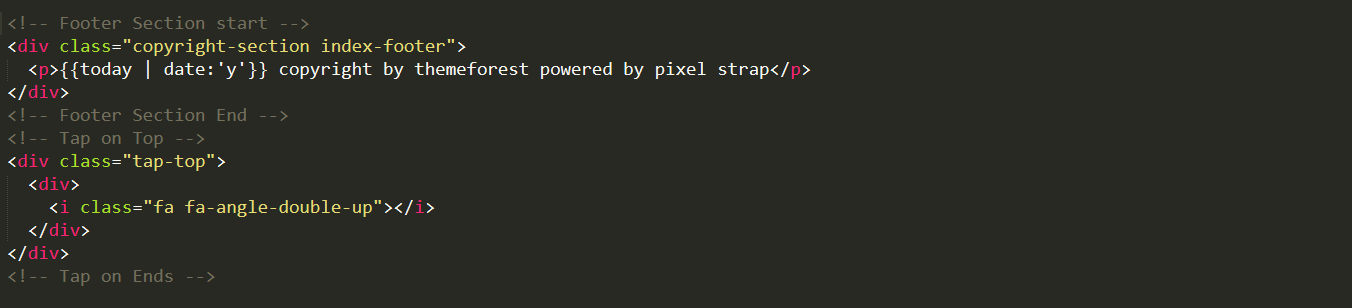 <!-- Footer Section start -->
<div class="copyright-section index-footer">
  <p>{{today | date:'y'}} copyright by themeforest powered by pixel strap</p>
</div>
<!-- Footer Section End -->
<!-- Tap on Top -->
<div class="tap-top">
  <div>
    <i class="fa fa-angle-double-up"></i>
  </div>
</div>
<!-- Tap on Ends -->